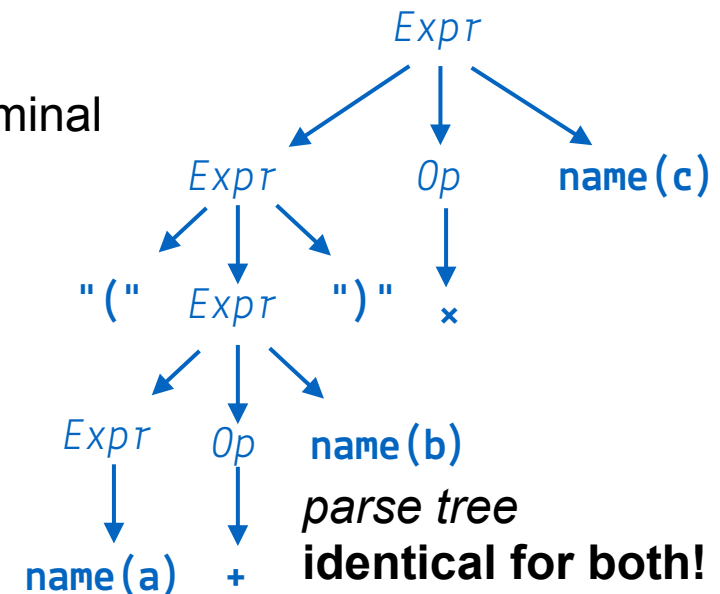 Expr
minal
Expr Op name(c)
"(" Expr ")" ×
Expr Op name(b)
parse tree
name(a) + identical for both!